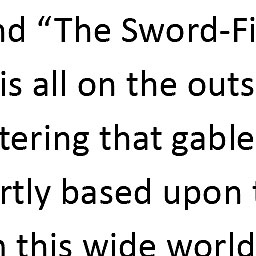 nd “The Sword-Fi
is all on the outs
tering that gable
rtly based upon t
n this wide world